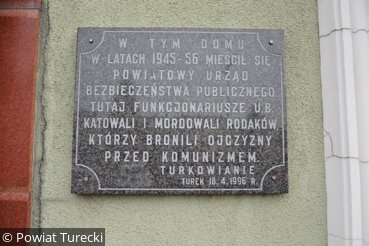 W TYM DOMU
W LATACH 1945-56 MIEŚCIŁ SIĘ
POWIATOWY URZĄD
BEZBIECZEŃSTWA PUBLICZNEGO.
TUTAJ FUNKCJONARIUSZE U.B.
KATOWALI I MORDOWALI RODAKÓW
KTÓRZY BRONILI OJCZYZNY
PRZED KOMUNIZMEM.
TURKOWIANIE
TUREK 18.4.1996 R.
© Powiat Turecki